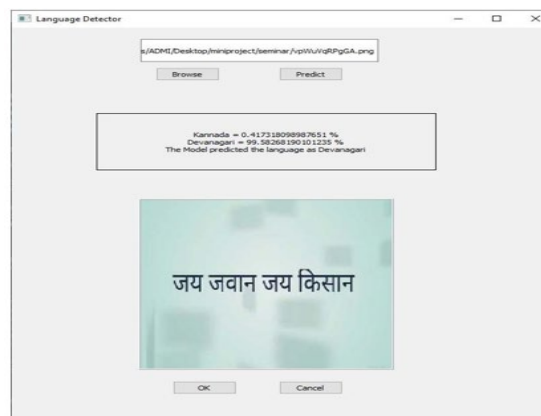 Language Detector
s/ADMI/Desktop/miniproject/seminar/vpWuYqRPgGA.png
Browse Predict
Kannada = 0.417318098987651 %
Devanagari = 99.58268190101235 %
The Model predicted the language as Devanagari
जय जवान जय किसान
OK Cancel